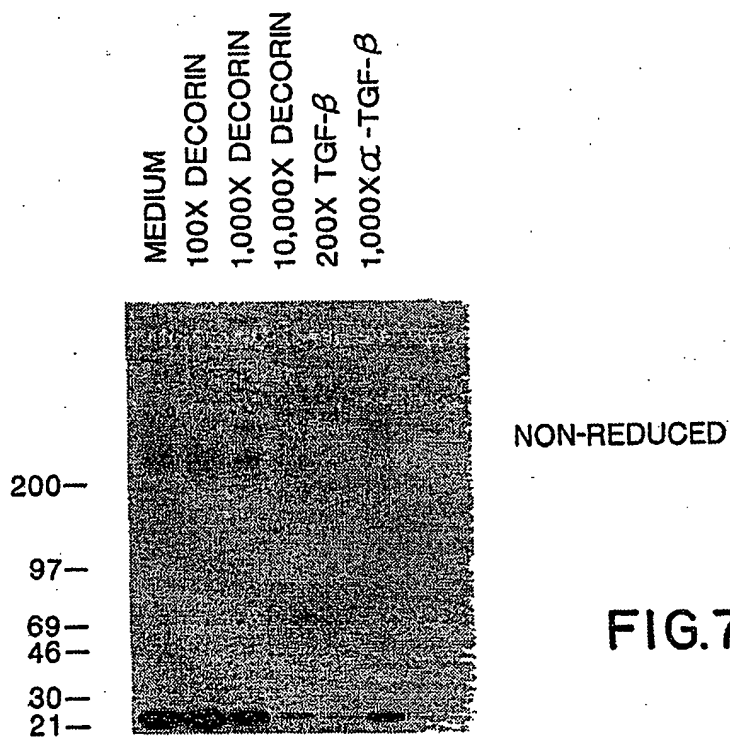 MEDIUM
100X DECORIN
1,000X DECORIN
10,000X DECORIN
200X TGF-β
1,000Xα-TGF-β
NON-REDUCED
200—
97—
69—
46—
30—
21—
FIG.7